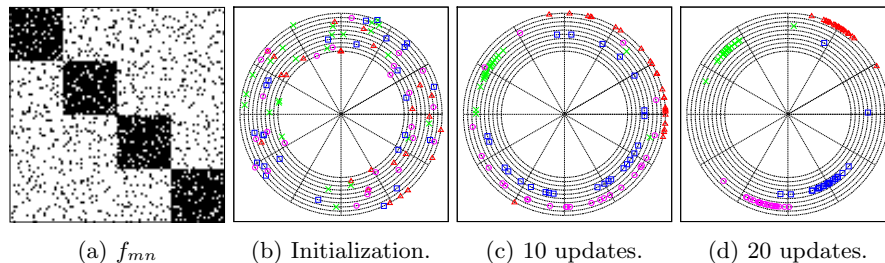 (a) f_{mn}
(b) Initialization.
(c) 10 updates.
(d) 20 updates.